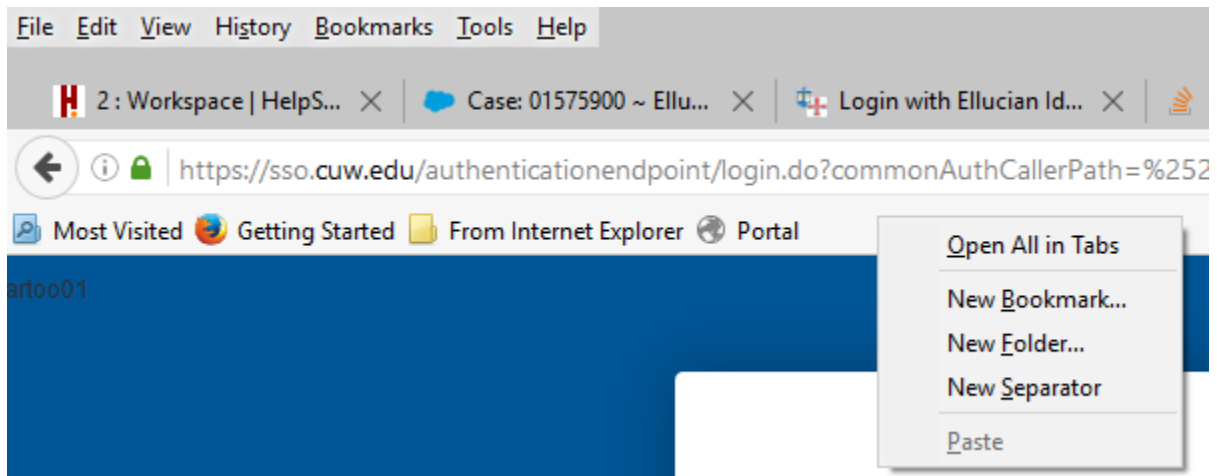 File Edit View History Bookmarks Tools Help
2 : Workspace | HelpS... Case: 01575900 ~ Ellu... Login with Ellucian Id...
https://sso.cuw.edu/authenticationendpoint/login.do?commonAuthCallerPath=%252
Most Visited Getting Started From Internet Explorer Portal
artoo01
Open All in Tabs
New Bookmark...
New Folder...
New Separator
Paste